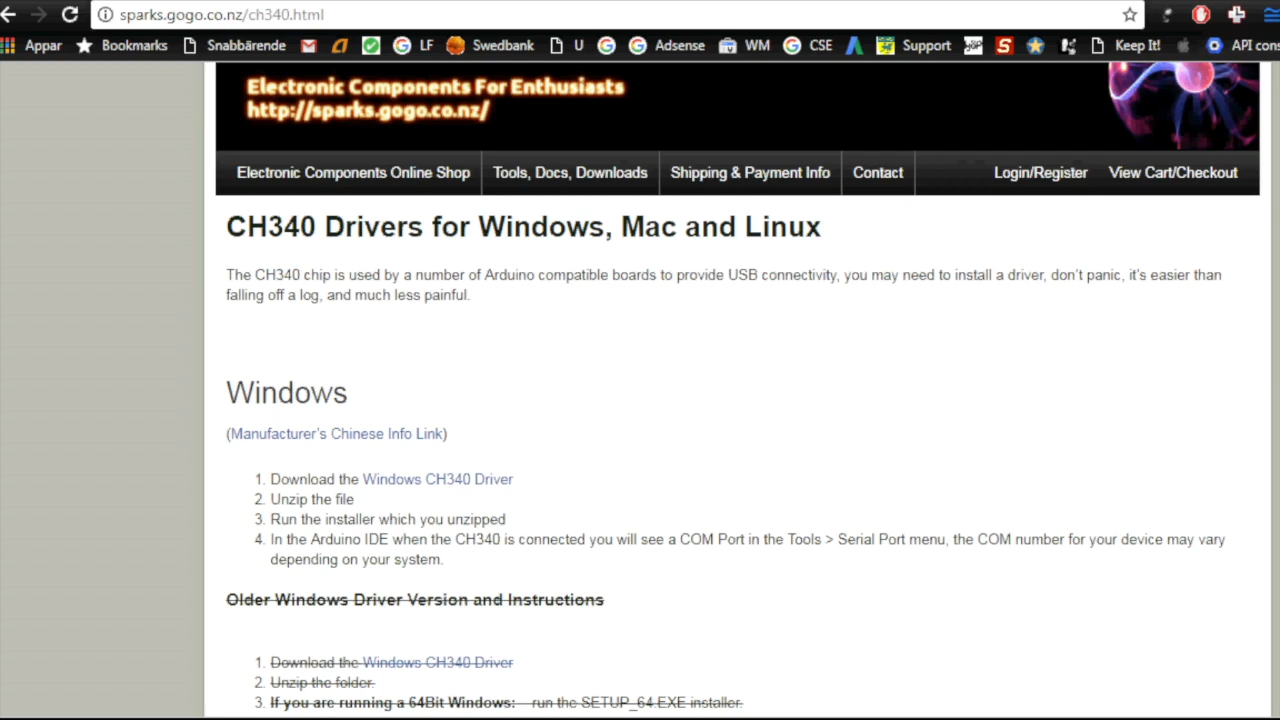 sparks.gogo.co.nz/ch340.html
Appar Bookmarks Snabbärende LF Swedbank U Adsense WM CSE Support Keep It! API cons
Electronic Components For Enthusiasts
http://sparks.gogo.co.nz/
Electronic Components Online Shop Tools, Docs, Downloads Shipping & Payment Info Contact Login/Register View Cart/Checkout
CH340 Drivers for Windows, Mac and Linux
The CH340 chip is used by a number of Arduino compatible boards to provide USB connectivity, you may need to install a driver, don't panic, it's easier than
falling off a log, and much less painful.
Windows
(Manufacturer's Chinese Info Link)
1. Download the Windows CH340 Driver
2. Unzip the file
3. Run the installer which you unzipped
4. In the Arduino IDE when the CH340 is connected you will see a COM Port in the Tools > Serial Port menu, the COM number for your device may vary
depending on your system.
Older Windows Driver Version and Instructions
1. Download the Windows CH340 Driver
2. Unzip the folder.
3. If you are running a 64Bit Windows: run the SETUP_64.EXE installer.